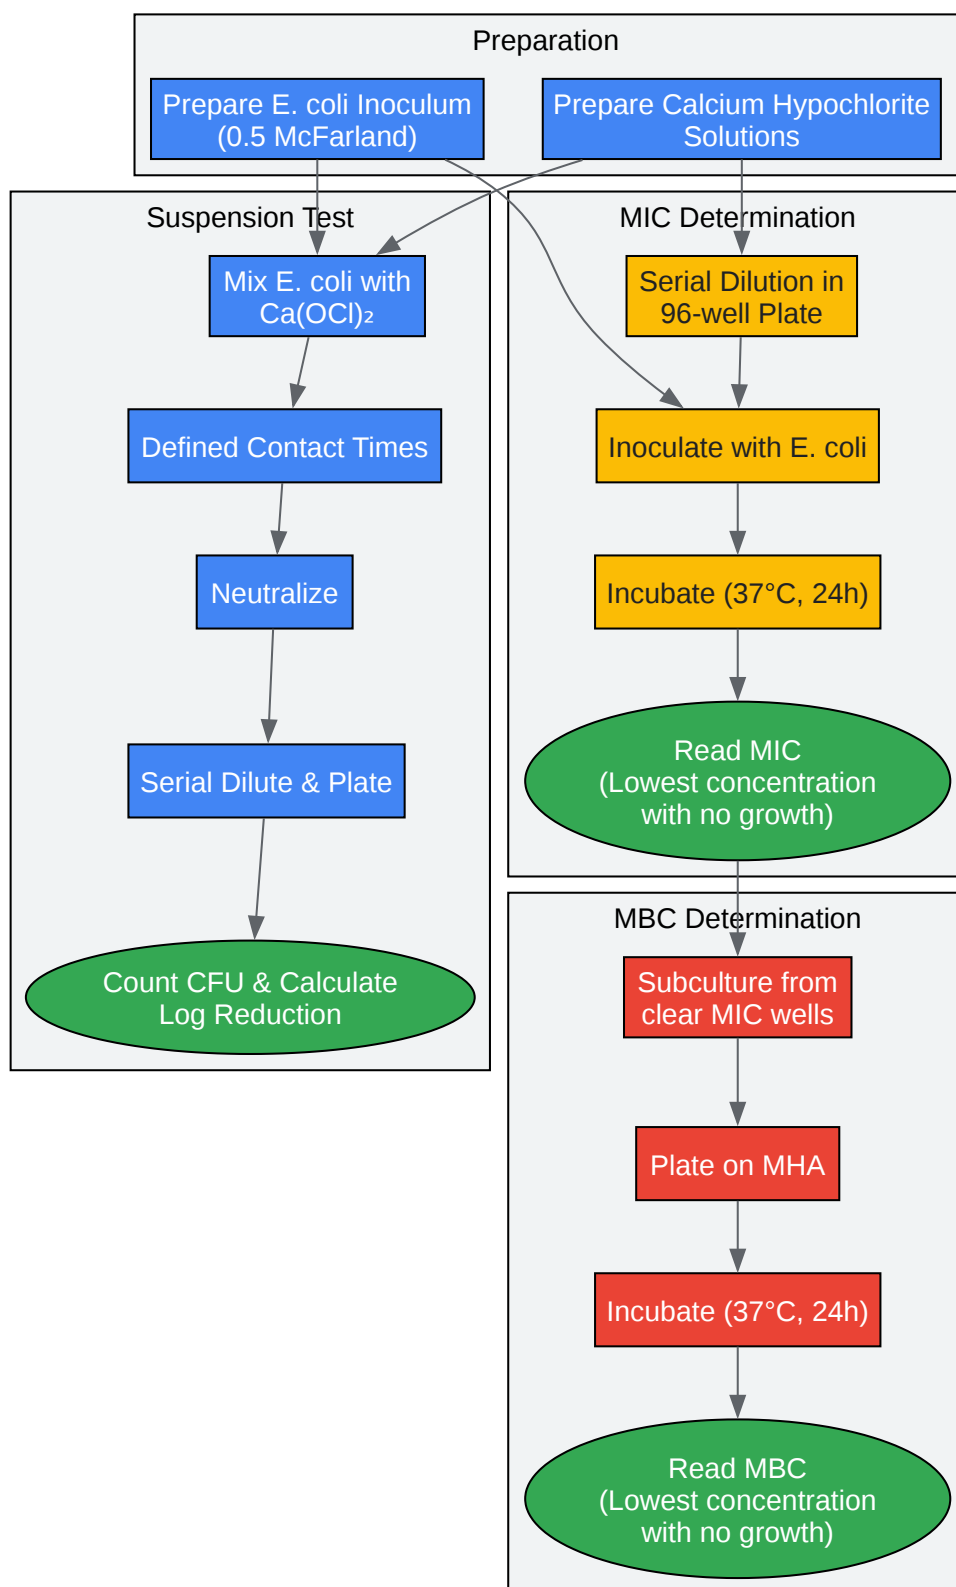 Preparation
Prepare E. coli Inoculum
(0.5 McFarland)
Prepare Calcium Hypochlorite
Solutions
Suspension Test
Mix E. coli with
Ca(OCl)₂
Defined Contact Times
Neutralize
Serial Dilute & Plate
Count CFU & Calculate
Log Reduction
MIC Determination
Serial Dilution in
96-well Plate
Inoculate with E. coli
Incubate (37°C, 24h)
Read MIC
(Lowest concentration
with no growth)
MBC Determination
Subculture from
clear MIC wells
Plate on MHA
Incubate (37°C, 24h)
Read MBC
(Lowest concentration
with no growth)